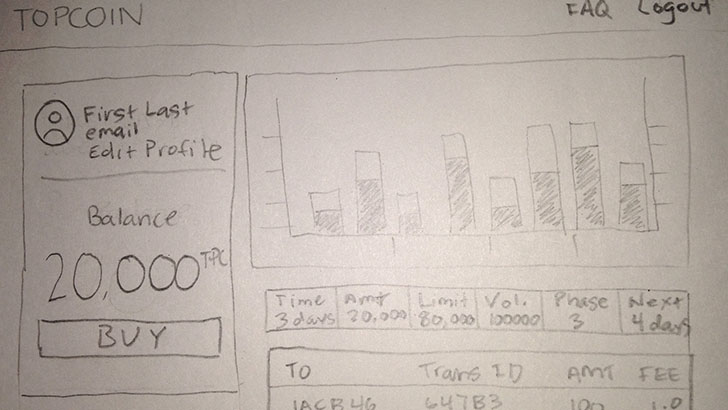 TOPCOIN
FAQ Logout
First Last
email
Edit Profile
Balance
20,000 TPC
BUY
Time Amt Limit Vol. Phase Next
3 days 20,000 80,000 100000 3 4 days
TO Trans ID AMT FEE
1ACB46 647B3 100 1.0